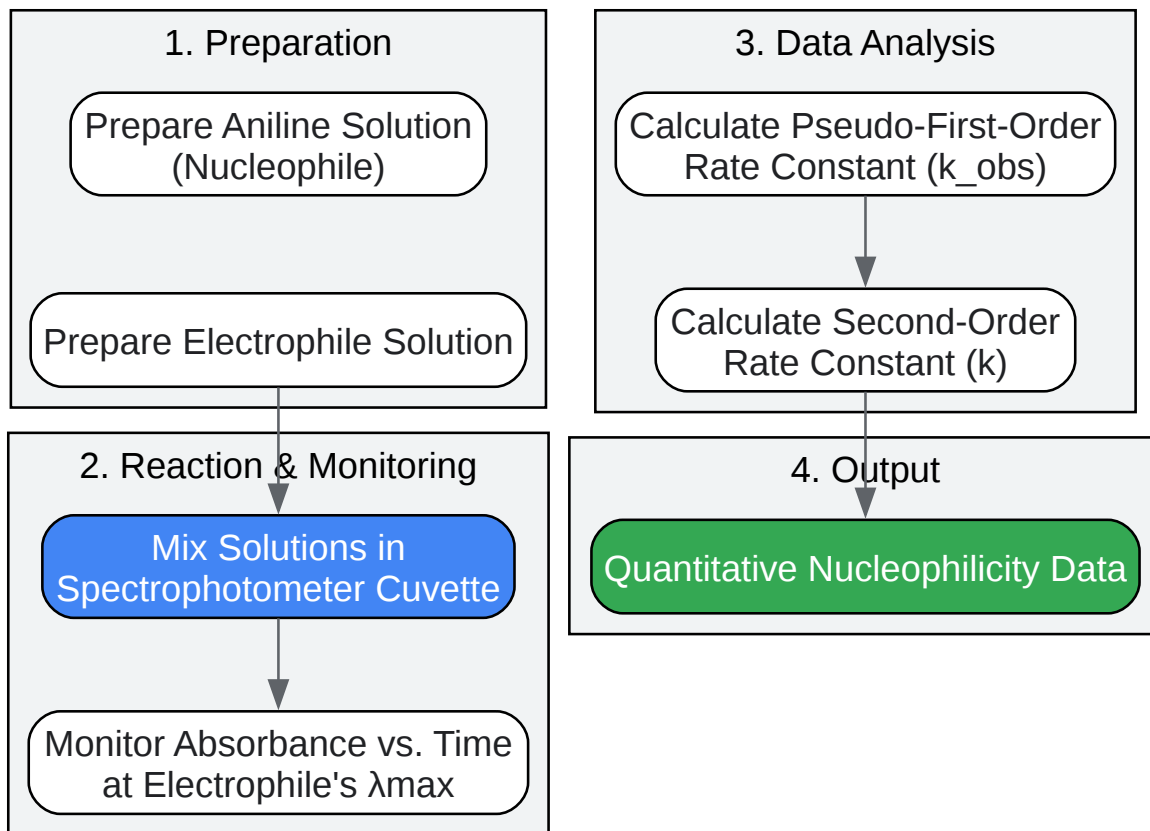 1. Preparation
Prepare Aniline Solution
(Nucleophile)
Prepare Electrophile Solution
2. Reaction & Monitoring
Mix Solutions in
Spectrophotometer Cuvette
Monitor Absorbance vs. Time
at Electrophile's λmax
3. Data Analysis
Calculate Pseudo-First-Order
Rate Constant (k_obs)
Calculate Second-Order
Rate Constant (k)
4. Output
Quantitative Nucleophilicity Data